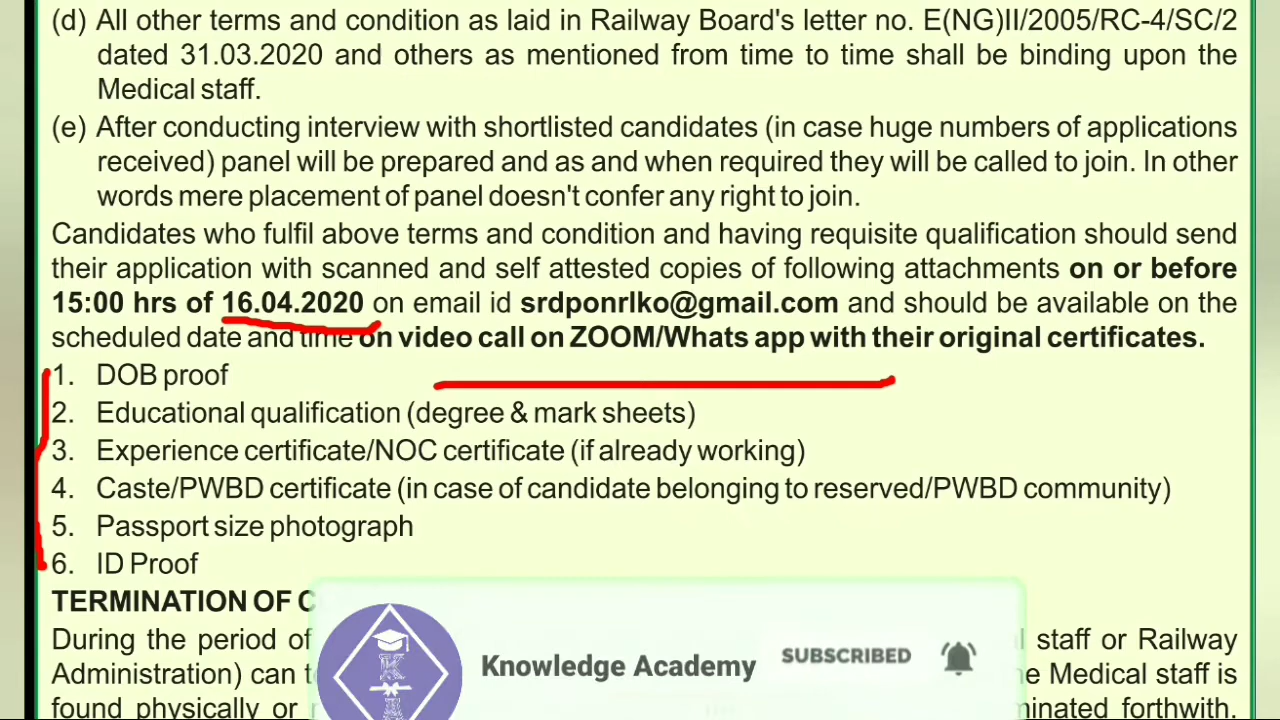 (d) All other terms and condition as laid in Railway Board's letter no. E(NG)II/2005/RC-4/SC/2
dated 31.03.2020 and others as mentioned from time to time shall be binding upon the
Medical staff.
(e) After conducting interview with shortlisted candidates (in case huge numbers of applications
received) panel will be prepared and as and when required they will be called to join. In other
words mere placement of panel doesn't confer any right to join.
Candidates who fulfil above terms and condition and having requisite qualification should send
their application with scanned and self attested copies of following attachments on or before
15:00 hrs of 16.04.2020 on email id srdponrlko@gmail.com and should be available on the
scheduled date and time on video call on ZOOM/Whats app with their original certificates.
1. DOB proof
2. Educational qualification (degree & mark sheets)
3. Experience certificate/NOC certificate (if already working)
4. Caste/PWBD certificate (in case of candidate belonging to reserved/PWBD community)
5. Passport size photograph
6. ID Proof
TERMINATION OF
During the period of staff or Railway
Administration) can Medical staff is
found physically or forthwith.
Knowledge Academy
SUBSCRIBED